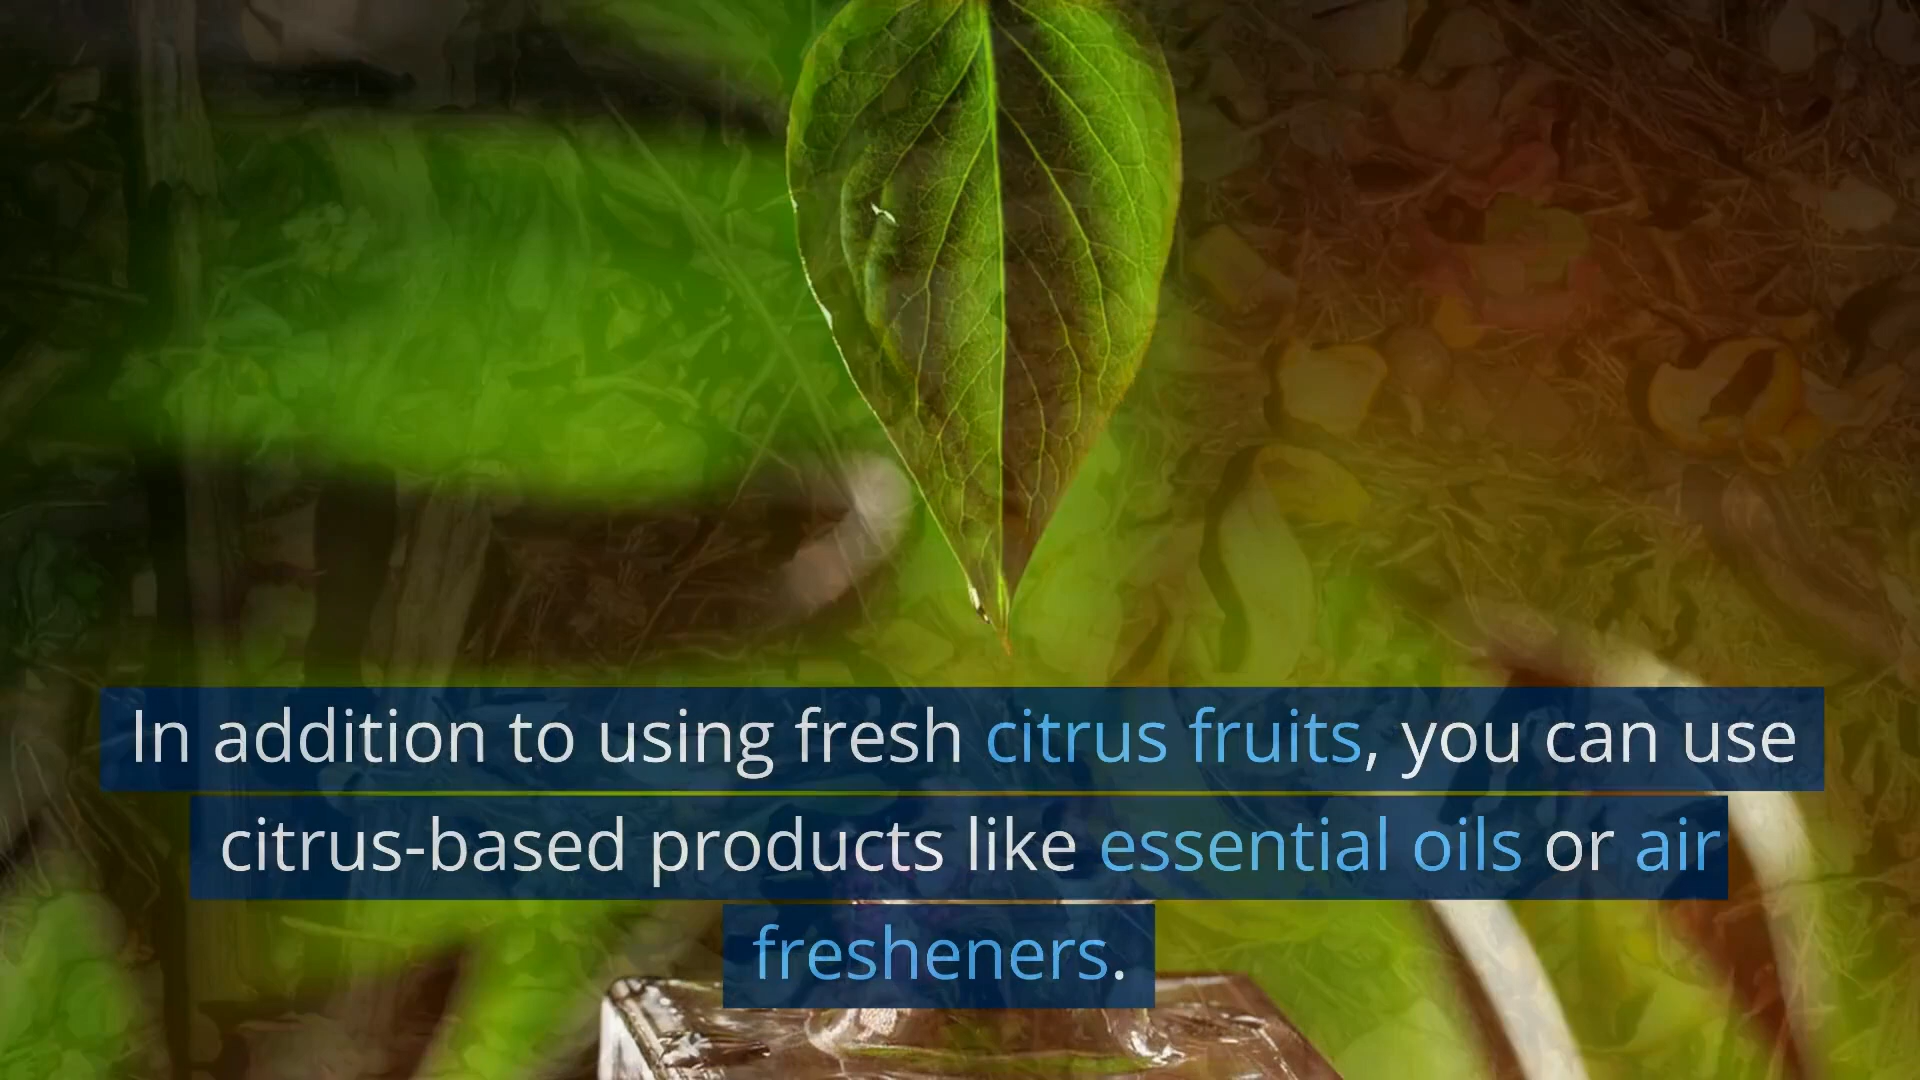 In addition to using fresh citrus fruits, you can use
citrus-based products like essential oils or air
fresheners.